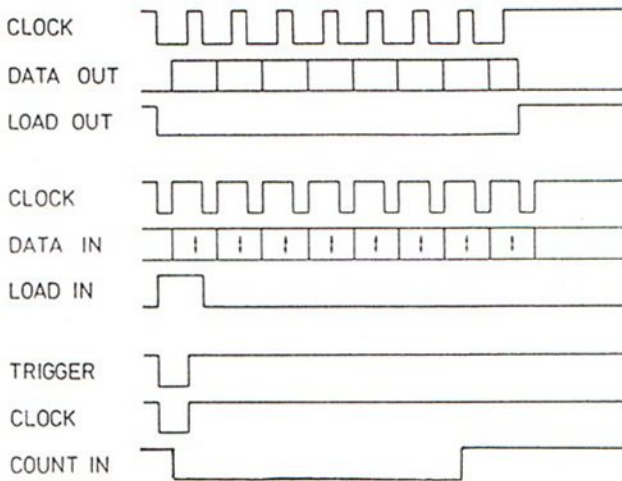 CLOCK
DATA OUT
LOAD OUT
CLOCK
DATA IN
LOAD IN
TRIGGER
CLOCK
COUNT IN